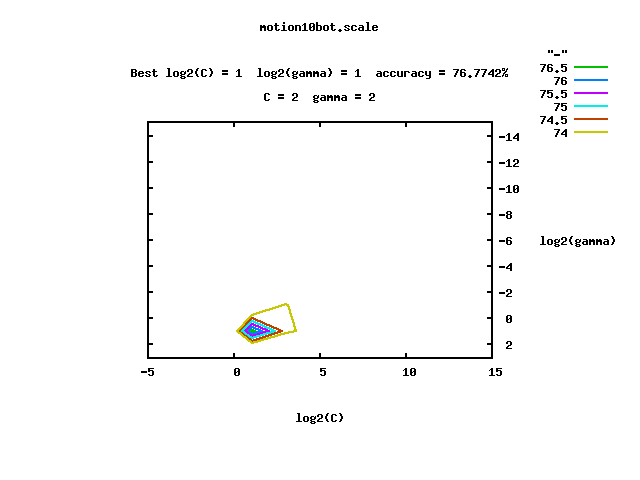 motion10bot.scale
"-"
Best log2(C) = 1  log2(gamma) = 1  accuracy = 76.7742%
C = 2  gamma = 2
76.5
76
75.5
75
74.5
74
-14
-12
-10
-8
-6
-4
-2
0
2
log2(gamma)
-5 0 5 10 15
log2(C)